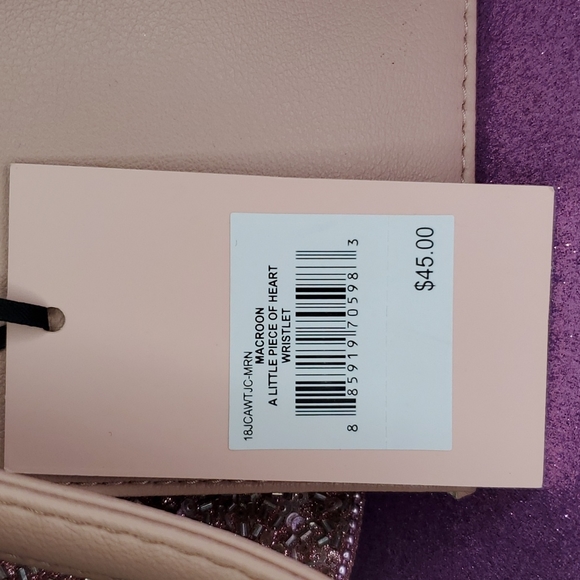 18JCAWTJC-MRN
MACROON
A LITTLE PIECE OF HEART
WRISTLET
8 85919 70598 3
$45.00